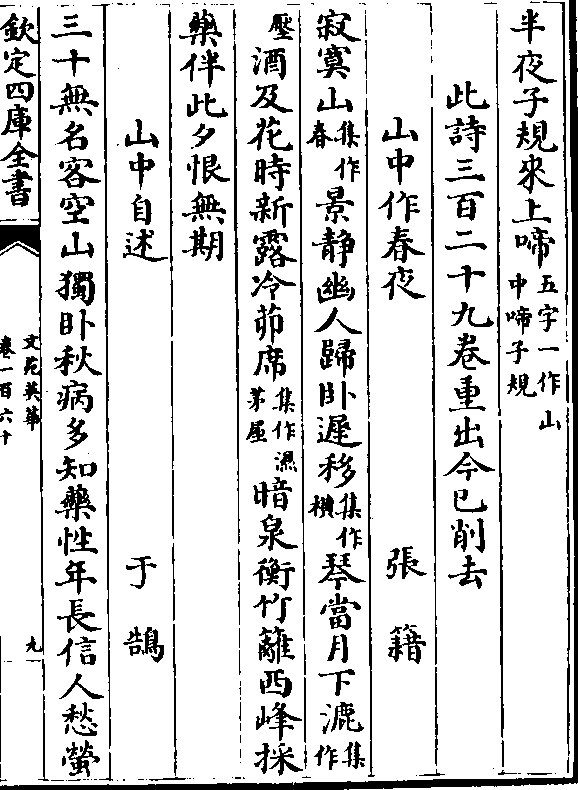 半夜子規來上啼五字一作山中啼子規
此詩三百二十九卷重出今已削去
山中作春夜 張籍
寂寞山集作春景静幽人歸卧遲移集作橫琴當月下漉集作
壓酒及花時新露冷茆席集作濕茅屋暗泉衡竹蘺西峰採
藥伴此夕恨無期
山中自述 于鵠
三十無名客空山獨卧秋病多知藥性年長信人愁螢
欽定四庫全書
文苑英華
卷一百六十
九